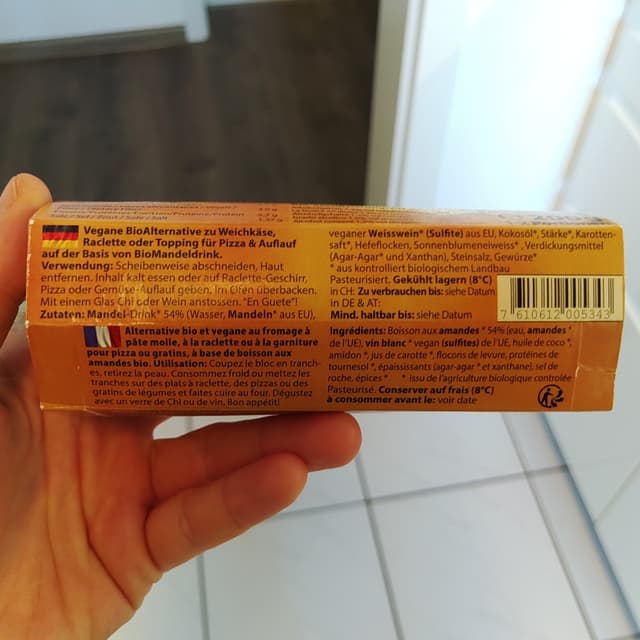 Vegane BioAlternative zu Weichkäse,
Raclette oder Topping für Pizza & Auflauf
auf der Basis von BioMandeldrink.
Verwendung: Scheibenweise abschneiden, Haut
entfernen. Inhalt kalt essen oder auf Raclette-Geschirr,
Pizza oder Gemüse-Auflauf geben. Im Ofen überbacken.
Mit einem Glas Chi oder Wein anstossen. "En Guete"!
Zutaten: Mandel-Drink* 54% (Wasser, Mandeln* aus EU),
veganer Weisswein* (Sulfite) aus EU, Kokosöl*, Stärke*, Karotten-
saft*, Hefeflocken, Sonnenblumeneiweiss*, Verdickungsmittel
(Agar-Agar* und Xanthan), Steinsalz, Gewürze*
* aus kontrolliert biologischem Landbau
Pasteurisiert. Gekühlt lagern (8°C)
in CH: Zu verbrauchen bis: siehe Datum
in DE & AT:
Mind. haltbar bis: siehe Datum
7 610612 005343
Alternative bio et vegane au fromage à
pâte molle, à la raclette ou à la garniture
pour pizza ou gratins, à base de boisson aux
amandes bio. Utilisation: Coupez le bloc en tranch-
es, retirez la peau. Consommez froid ou mettez les
tranches sur des plats à raclette, des pizzas ou des
gratins de légumes et faites cuire au four. Dégustez
avec un verre de Chi ou de vin. Bon appétit!
Ingrédients: Boisson aux amandes* 54% (eau, amandes*
de l'UE), vin blanc* vegan (sulfites) de l'UE, huile de coco*,
amidon*, jus de carotte*, flocons de levure, protéines de
tournesol*, épaississants (agar-agar* et xanthane), sel de
roche, épices* * issu de l'agriculture biologique contrôlée
Pasteurisé. Conserver au frais (8°C)
à consommer avant le: voir date